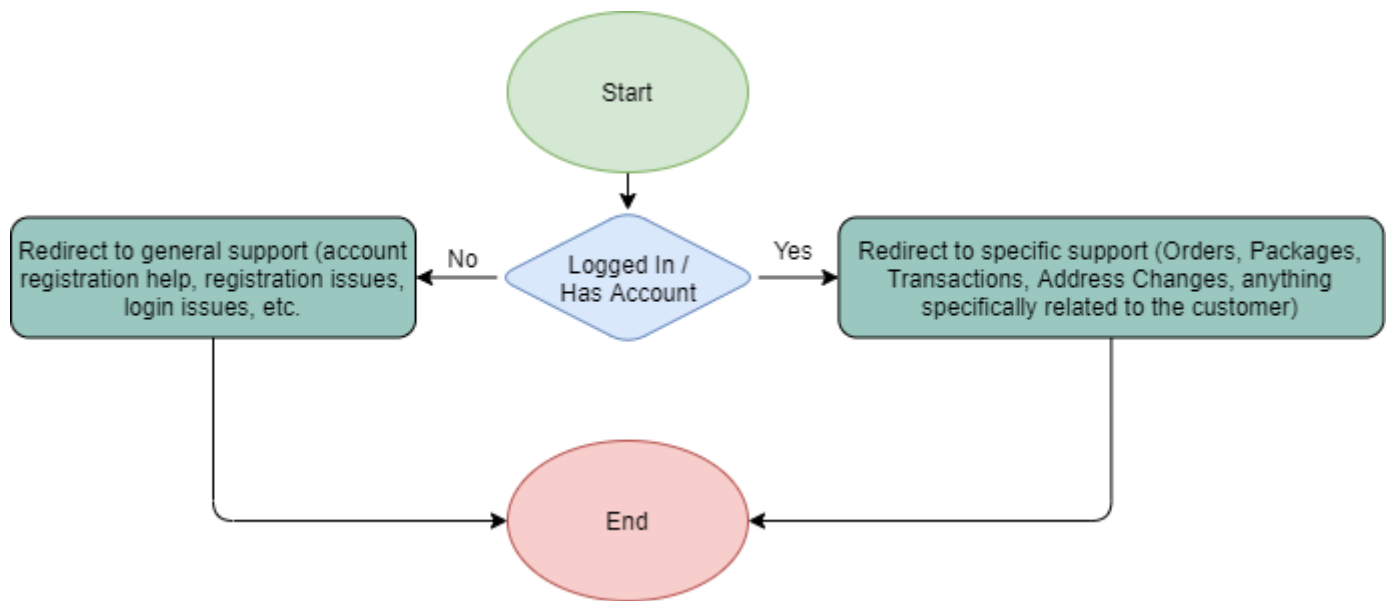 Start
No
Logged In /
Has Account
Yes
Redirect to general support (account
registration help, registration issues,
login issues, etc.
Redirect to specific support (Orders, Packages,
Transactions, Address Changes, anything
specifically related to the customer)
End